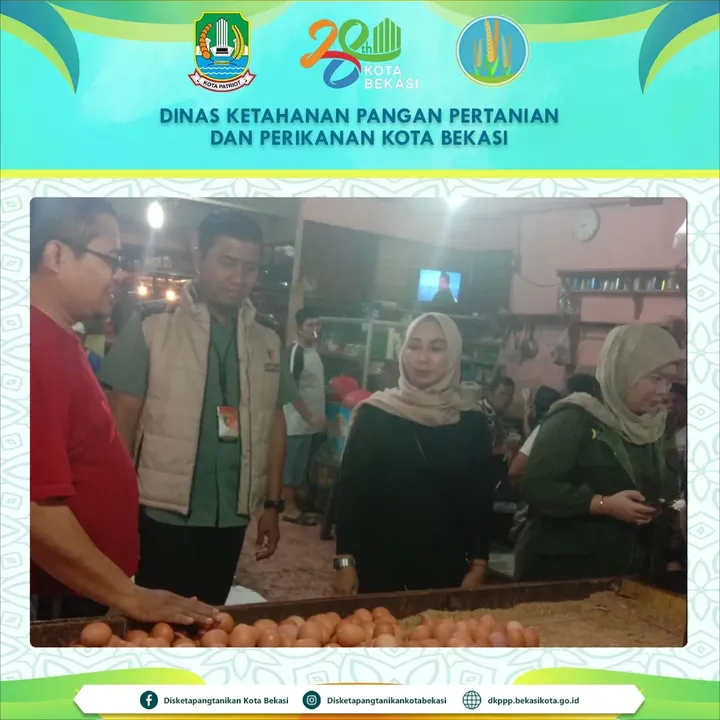 KOTA PATRIOT
28th
KOTA
BEKASI
DINAS KETAHANAN PANGAN PERTANIAN
DAN PERIKANAN KOTA BEKASI
Disketapangtanikan Kota Bekasi
Disketapangtanikankotabekasi
dkppp.bekasikota.go.id